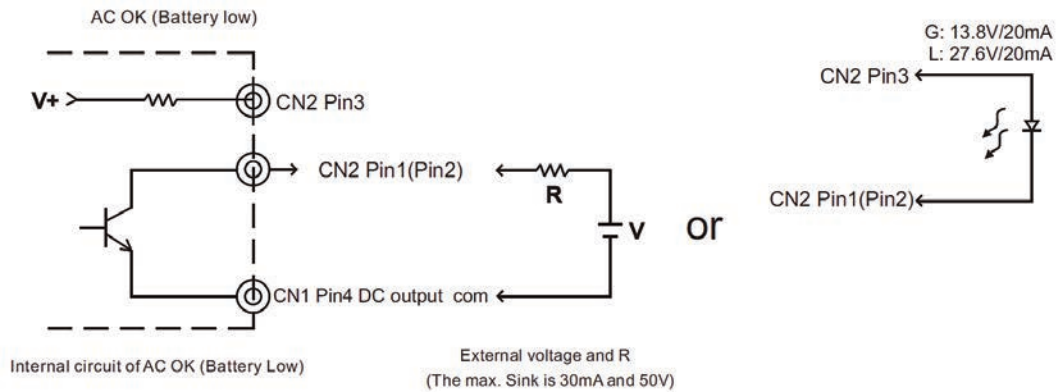 AC OK (Battery low)
G: 13.8V/20mA
L: 27.6V/20mA
CN2 Pin3
V+
CN2 Pin3
CN2 Pin1(Pin2)
R
CN2 Pin1(Pin2)
V
or
CN1 Pin4 DC output com
Internal circuit of AC OK (Battery Low)
External voltage and R
(The max. Sink is 30mA and 50V)